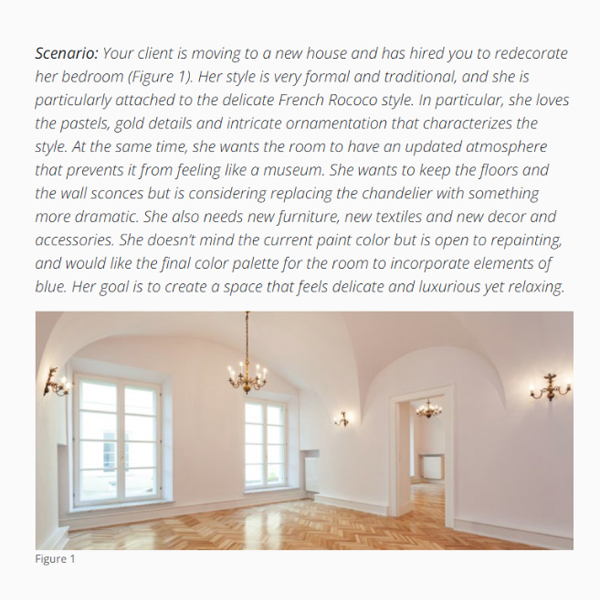 Scenario: Your client is moving to a new house and has hired you to redecorate
her bedroom (Figure 1). Her style is very formal and traditional, and she is
particularly attached to the delicate French Rococo style. In particular, she loves
the pastels, gold details and intricate ornamentation that characterizes the
style. At the same time, she wants the room to have an updated atmosphere
that prevents it from feeling like a museum. She wants to keep the floors and
the wall sconces but is considering replacing the chandelier with something
more dramatic. She also needs new furniture, new textiles and new decor and
accessories. She doesn't mind the current paint color but is open to repainting,
and would like the final color palette for the room to incorporate elements of
blue. Her goal is to create a space that feels delicate and luxurious yet relaxing.
Figure 1